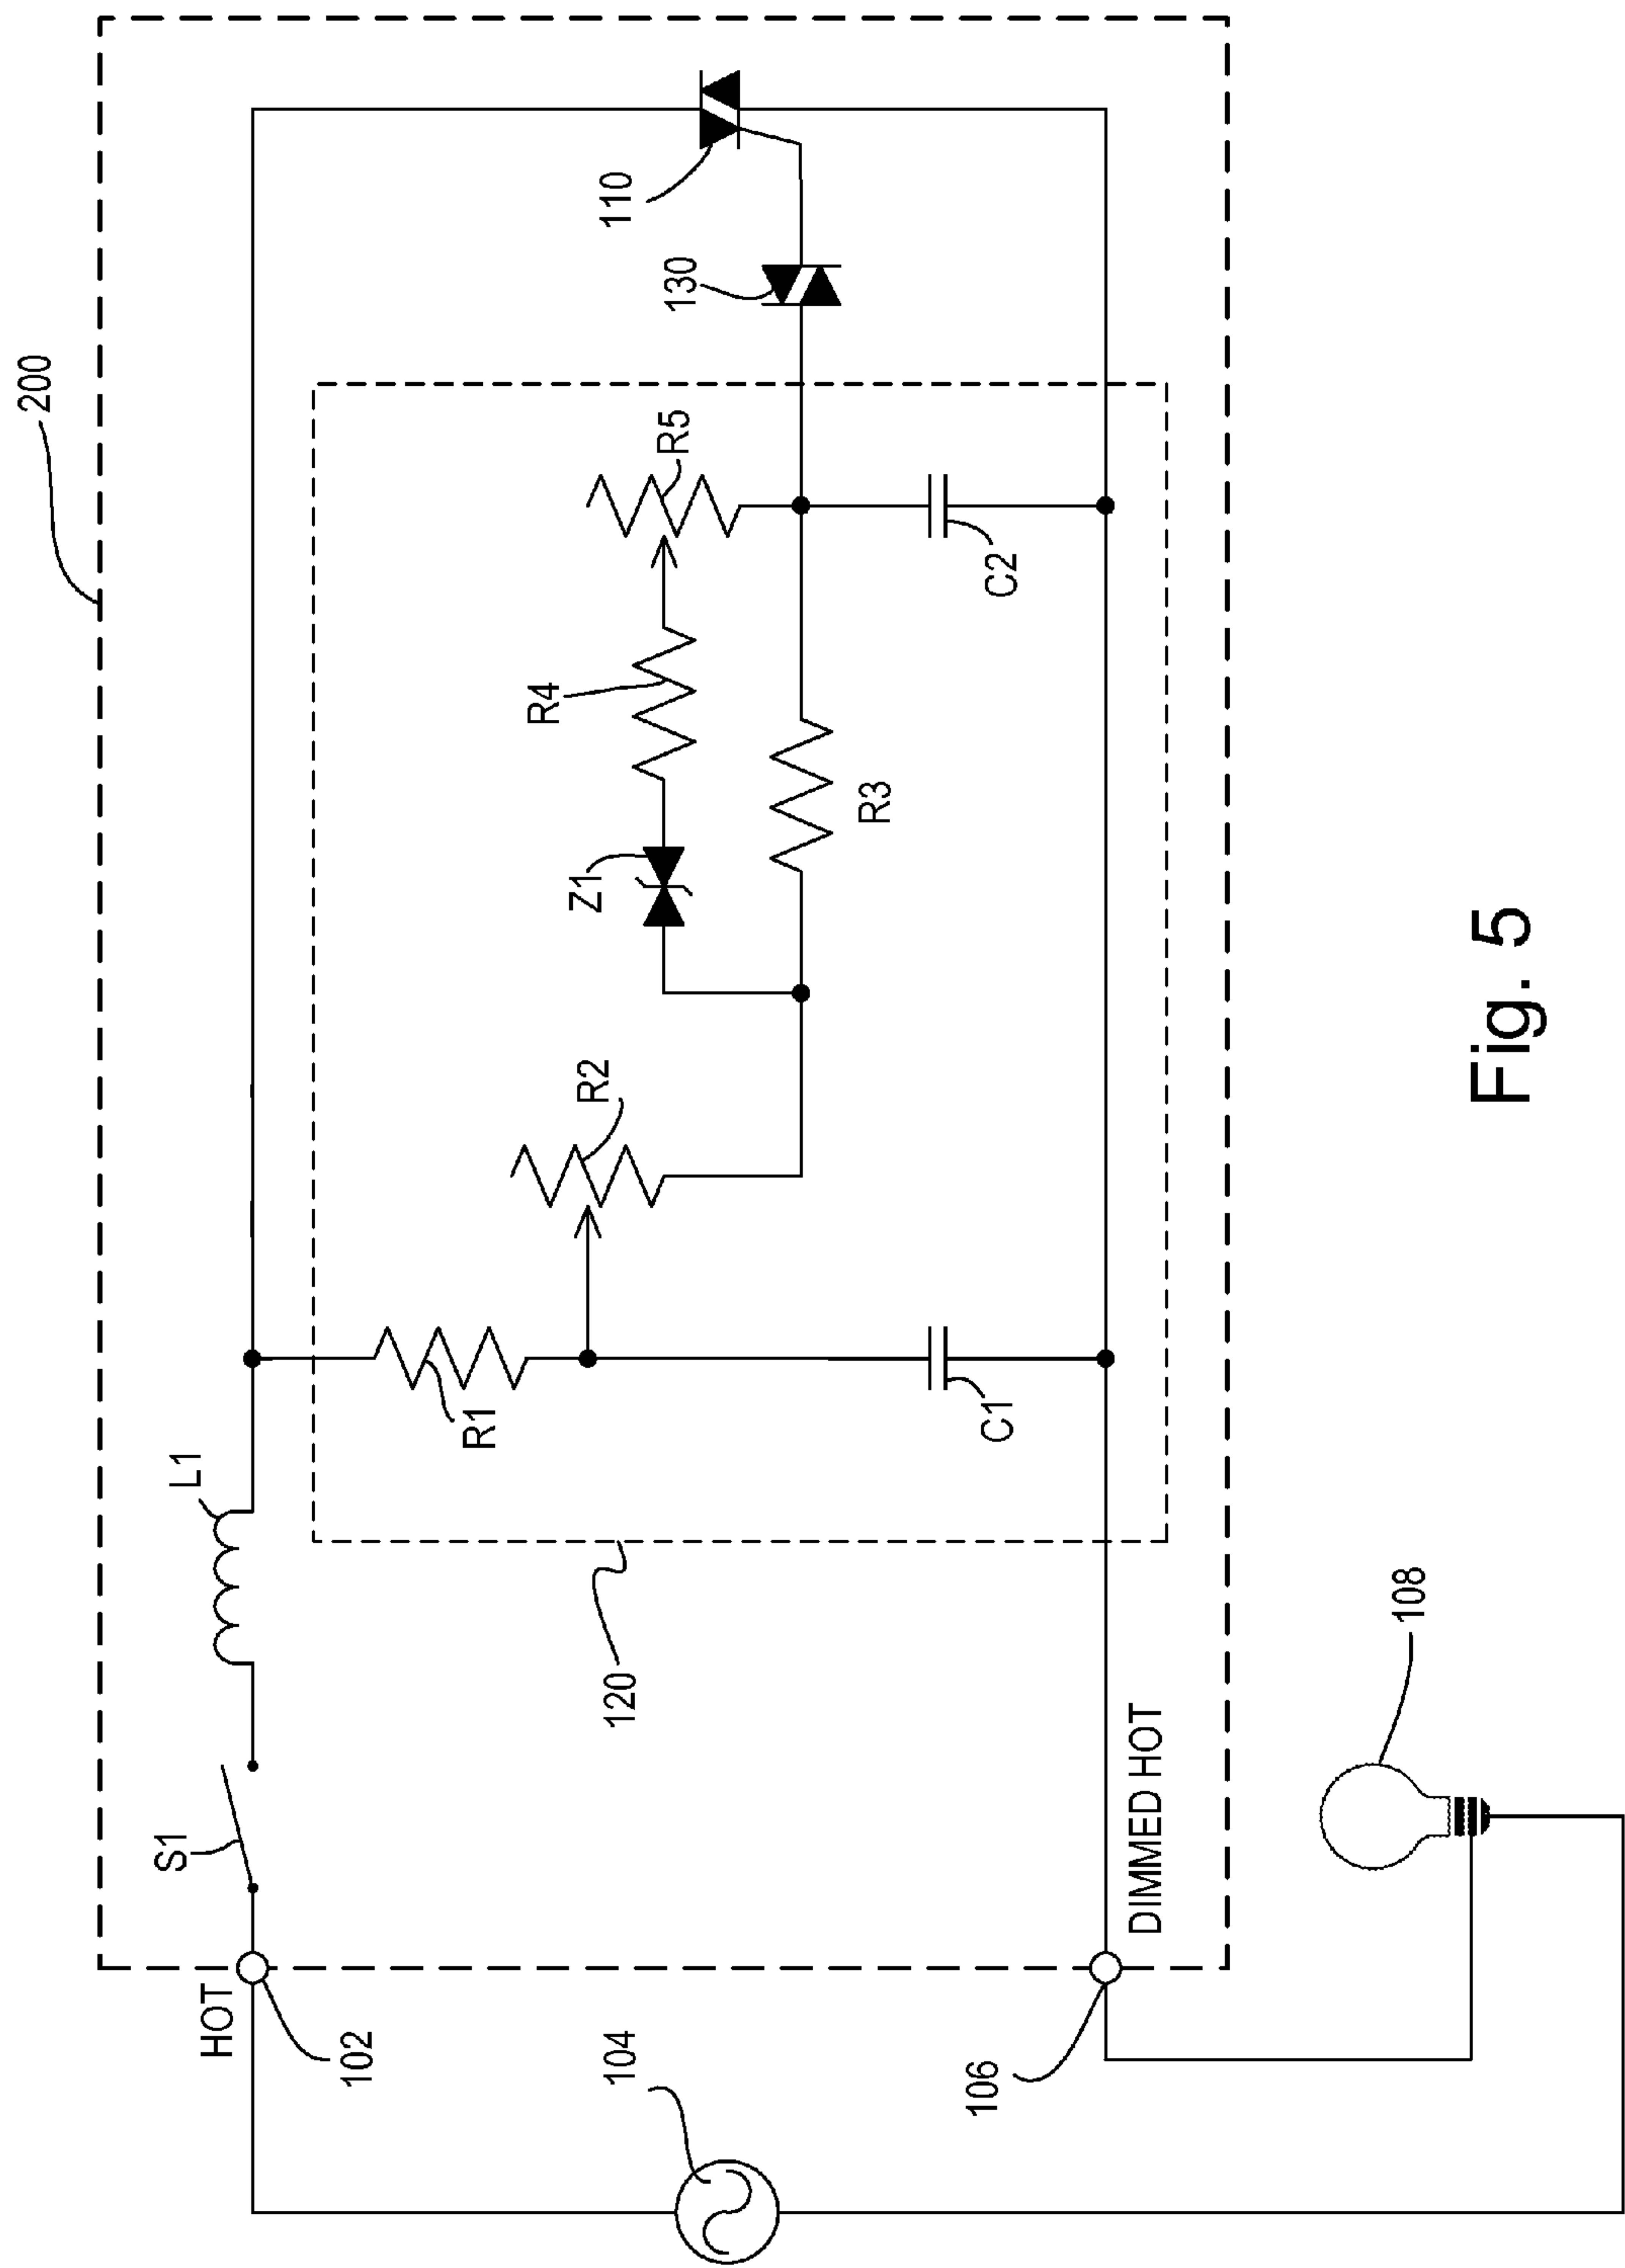 200
110
130
R5
C2
R4
Z1
R3
R2
R1
C1
L1
120
S1
HOT
102
104
106
DIMMED HOT
108
Fig. 5